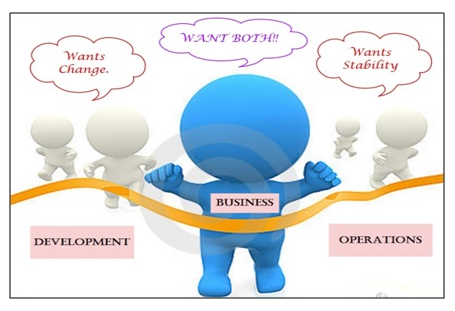 Wants
Change.
WANT BOTH!!
Wants
Stability
BUSINESS
DEVELOPMENT
OPERATIONS